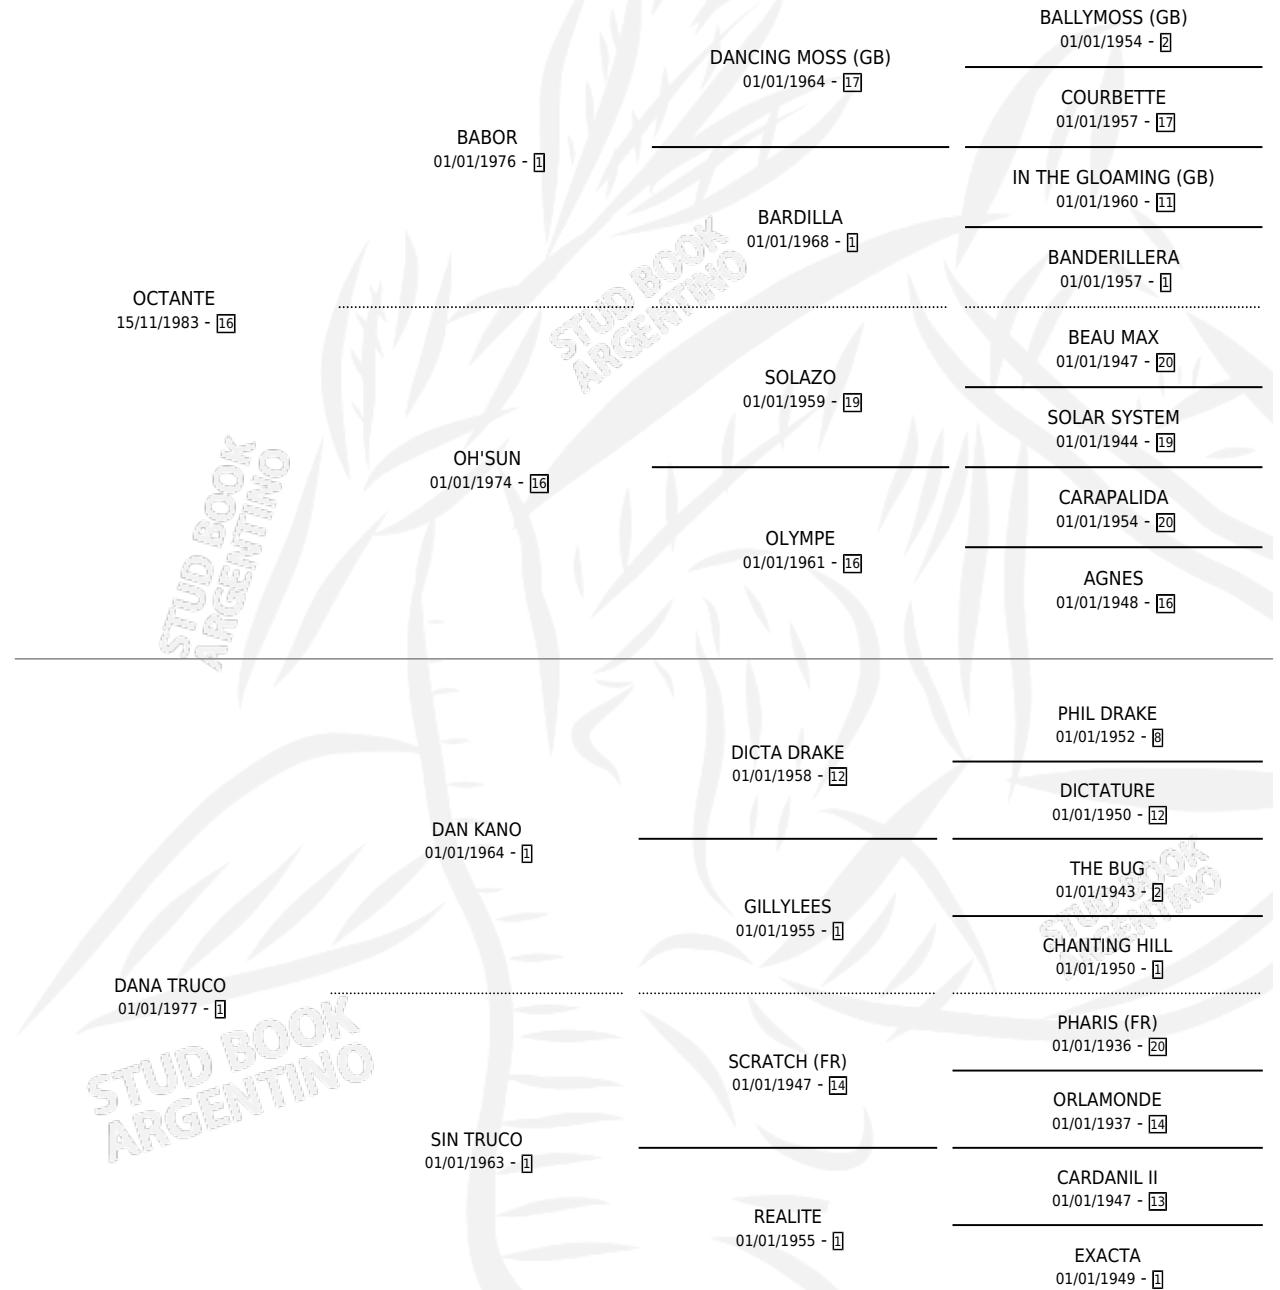 BALLYMOSS (GB)
01/01/1954 - 2
DANCING MOSS (GB)
01/01/1964 - 17
COURBETTE
01/01/1957 - 17
BABOR
01/01/1976 - 1
IN THE GLOAMING (GB)
01/01/1960 - 11
BARDILLA
01/01/1968 - 1
BANDERILLERA
01/01/1957 - 1
OCTANTE
15/11/1983 - 16
BEAU MAX
01/01/1947 - 20
SOLAZO
01/01/1959 - 19
SOLAR SYSTEM
01/01/1944 - 19
OH'SUN
01/01/1974 - 16
CARAPALIDA
01/01/1954 - 20
OLYMPE
01/01/1961 - 16
AGNES
01/01/1948 - 16
STUD BOOK
ARGENTINO
STUD BOOK
ARGENTINO
PHIL DRAKE
01/01/1952 - 8
DICTA DRAKE
01/01/1958 - 12
DICTATURE
01/01/1950 - 12
DAN KANO
01/01/1964 - 1
THE BUG
01/01/1943 - 2
GILLYLEES
01/01/1955 - 1
CHANTING HILL
01/01/1950 - 1
DANA TRUCO
01/01/1977 - 1
PHARIS (FR)
01/01/1936 - 20
SCRATCH (FR)
01/01/1947 - 14
ORLAMONDE
01/01/1937 - 14
SIN TRUCO
01/01/1963 - 1
CARDANIL II
01/01/1947 - 13
REALITE
01/01/1955 - 1
EXACTA
01/01/1949 - 1
STUD BOOK
ARGENTINO
STUD BOOK
ARGENTINO